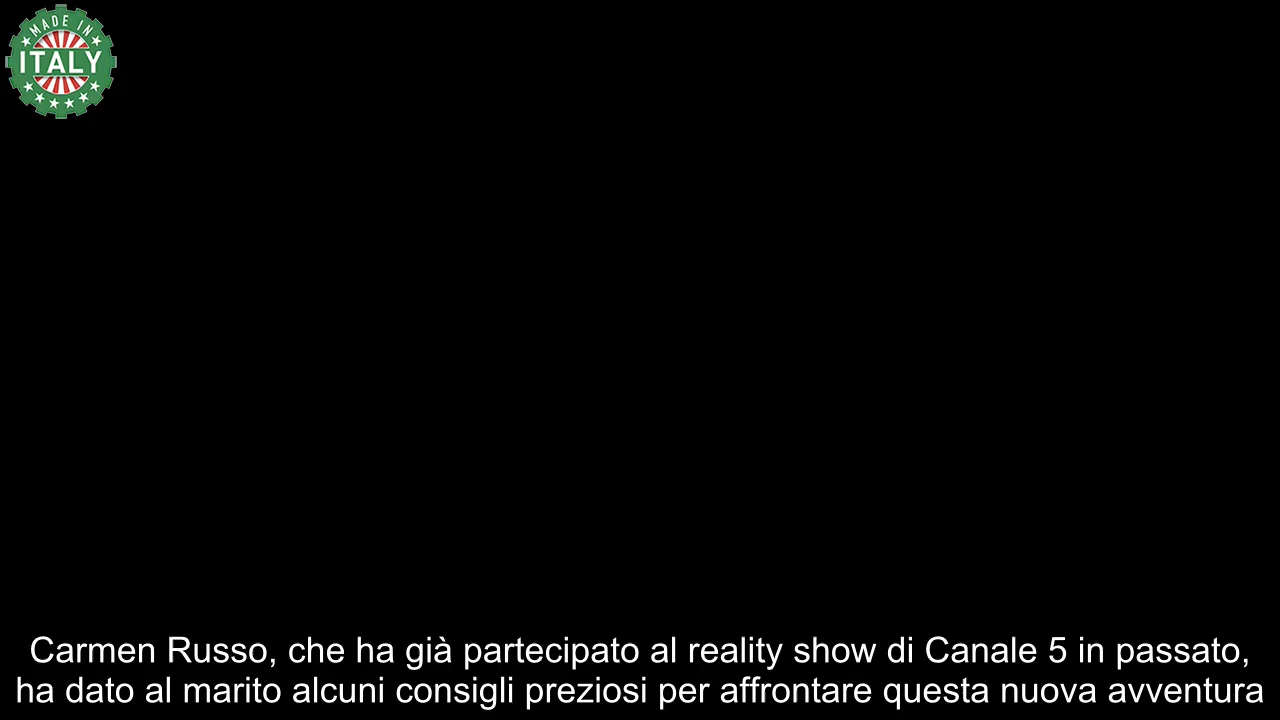 MADE IN
ITALY
Carmen Russo, che ha già partecipato al reality show di Canale 5 in passato,
ha dato al marito alcuni consigli preziosi per affrontare questa nuova avventura